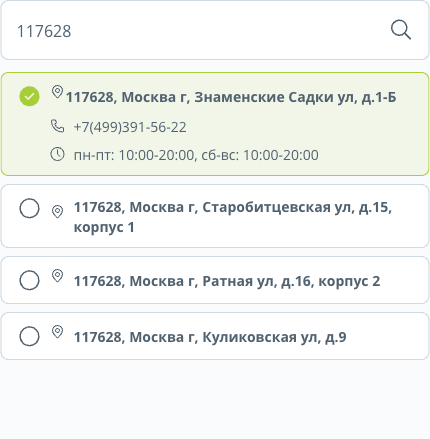 117628
117628, Москва г, Знаменские Садки ул, д.1-Б
+7(499)391-56-22
пн-пт: 10:00-20:00, сб-вс: 10:00-20:00
117628, Москва г, Старобитцевская ул, д.15,
корпус 1
117628, Москва г, Ратная ул, д.16, корпус 2
117628, Москва г, Куликовская ул, д.9